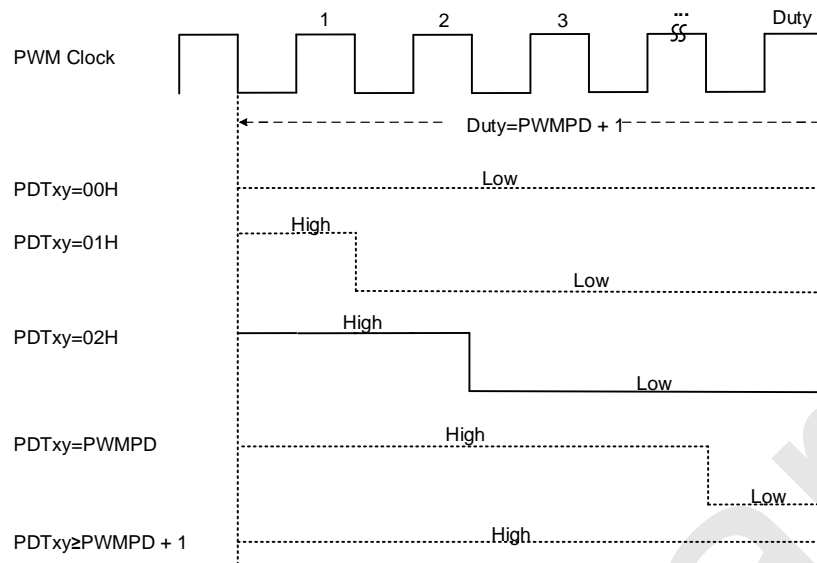 1 2 3 ... Duty
PWM Clock
Duty=PWMPD + 1
PDTxy=00H Low
PDTxy=01H High
Low
PDTxy=02H High
Low
PDTxy=PWMPD High
Low
PDTxy≥PWMPD + 1 High